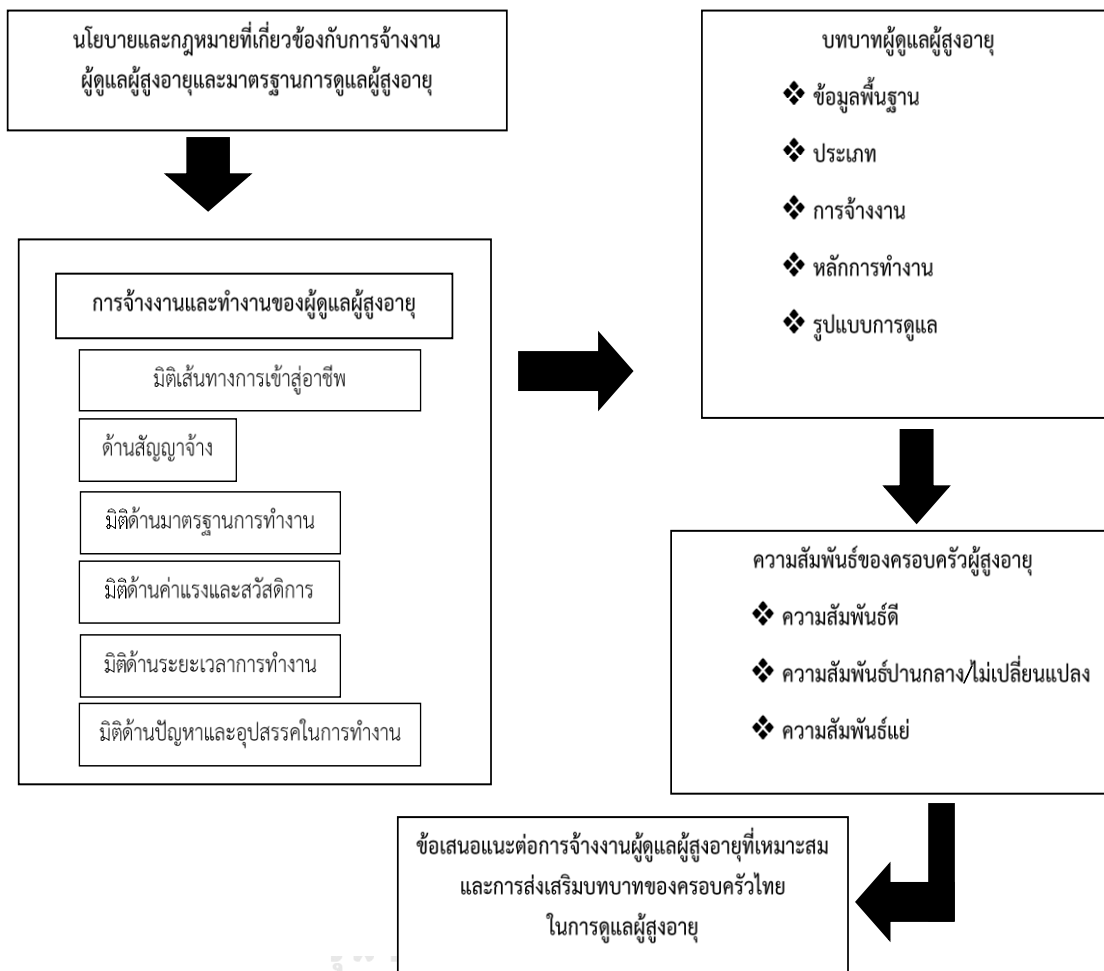 นโยบายและกฎหมายที่เกี่ยวข้องกับการจ้างงาน
ผู้ดูแลผู้สูงอายุและมาตรฐานการดูแลผู้สูงอายุ
การจ้างงานและทำงานของผู้ดูแลผู้สูงอายุ
มิติเส้นทางการเข้าสู่อาชีพ
ด้านสัญญาจ้าง
มิติด้านมาตรฐานการทำงาน
มิติด้านค่าแรงและสวัสดิการ
มิติด้านระยะเวลาการทำงาน
มิติด้านปัญหาและอุปสรรคในการทำงาน
บทบาทผู้ดูแลผู้สูงอายุ
❖ ข้อมูลพื้นฐาน
❖ ประเภท
❖ การจ้างงาน
❖ หลักการทำงาน
❖ รูปแบบการดูแล
ความสัมพันธ์ของครอบครัวผู้สูงอายุ
❖ ความสัมพันธ์ดี
❖ ความสัมพันธ์ปานกลาง/ไม่เปลี่ยนแปลง
❖ ความสัมพันธ์แย่
ข้อเสนอแนะต่อการจ้างงานผู้ดูแลผู้สูงอายุที่เหมาะสม
และการส่งเสริมบทบาทของครอบครัวไทย
ในการดูแลผู้สูงอายุ